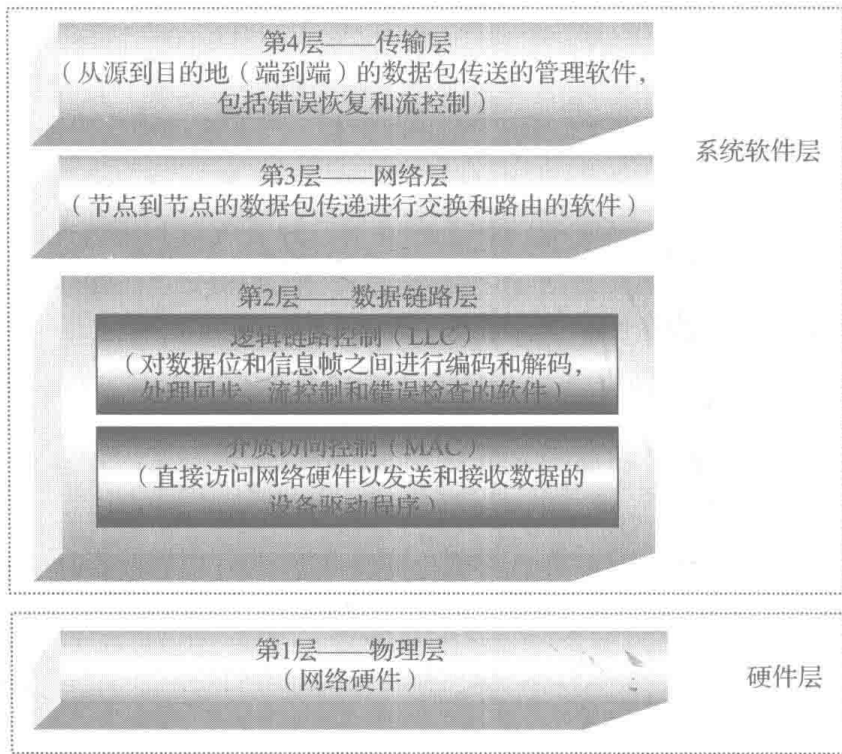 第4层——传输层
（从源到目的地（端到端）的数据包传送的管理软件，
包括错误恢复和流控制）
系统软件层
第3层——网络层
（节点到节点的数据包传递进行交换和路由的软件）
第2层——数据链路层
逻辑链路控制（LLC）
（对数据位和信息帧之间进行编码和解码，
处理同步、流控制和错误检查的软件）
介质访问控制（MAC）
（直接访问网络硬件以发送和接收数据的
设备驱动程序）
第1层——物理层
（网络硬件）
硬件层